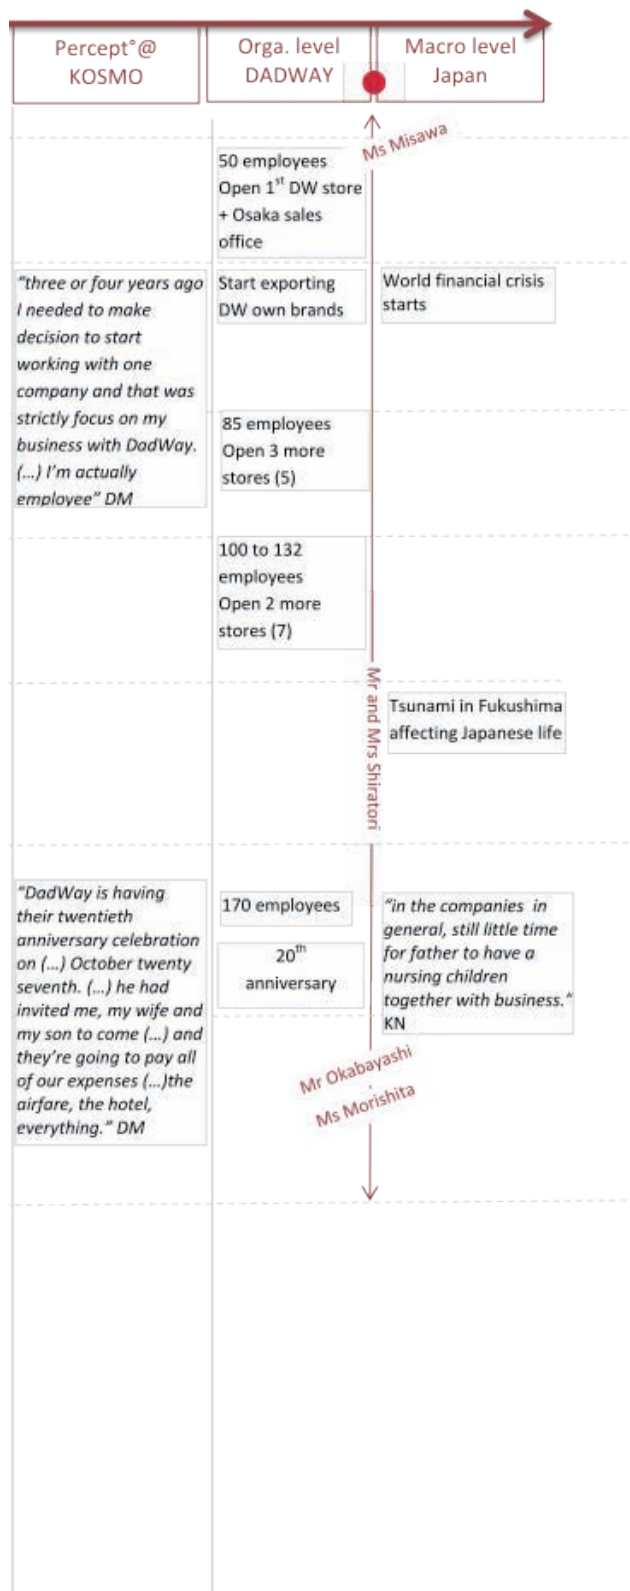 Percept°@
KOSMO
Orga. level
DADWAY
Macro level
Japan
Ms Misawa
50 employees
Open 1st DW store
+ Osaka sales
office
"three or four years ago
I needed to make
decision to start
working with one
company and that was
strictly focus on my
business with DadWay.
(...) I'm actually
employee" DM
Start exporting
DW own brands
World financial crisis
starts
85 employees
Open 3 more
stores (5)
100 to 132
employees
Open 2 more
stores (7)
Mr and Mrs Shiratori
Tsunami in Fukushima
affecting Japanese life
"DadWay is having
their twentieth
anniversary celebration
on (...) October twenty
seventh. (...) he had
invited me, my wife and
my son to come (...) and
they're going to pay all
of our expenses (...)the
airfare, the hotel,
everything." DM
170 employees
20th
anniversary
"in the companies in
general, still little time
for father to have a
nursing children
together with business."
KN
Mr Okabayashi
Ms Morishita